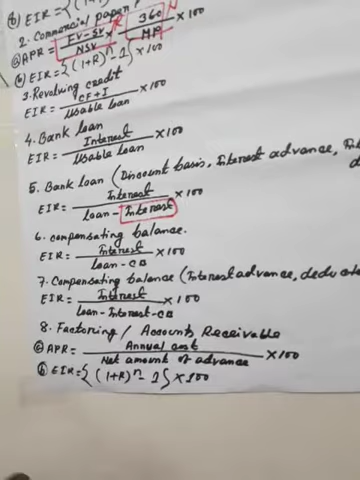 (b) EIR = {(1+
2. Commercial paper
(a) APR = FV-SV/NSV × 360/MP × 100
(b) EIR = {(1+R)^n - 1} × 100
3. Revolving credit
EIR = CF+I/Usable loan × 100
4. Bank loan
EIR = Interest/Usable loan × 100
5. Bank loan (Discount basis, Interest advance, Int
EIR = Interest/Loan - Interest × 100
6. Compensating balance.
EIR = Interest/Loan - CB × 100
7. Compensating balance (Interest advance, deducte
EIR = Interest/Loan - Interest - CB × 100
8. Factoring / Accounts Receivable
(a) APR = Annual cost/Net amount of advance × 100
(b) EIR = {(1+R)^n - 1} × 100